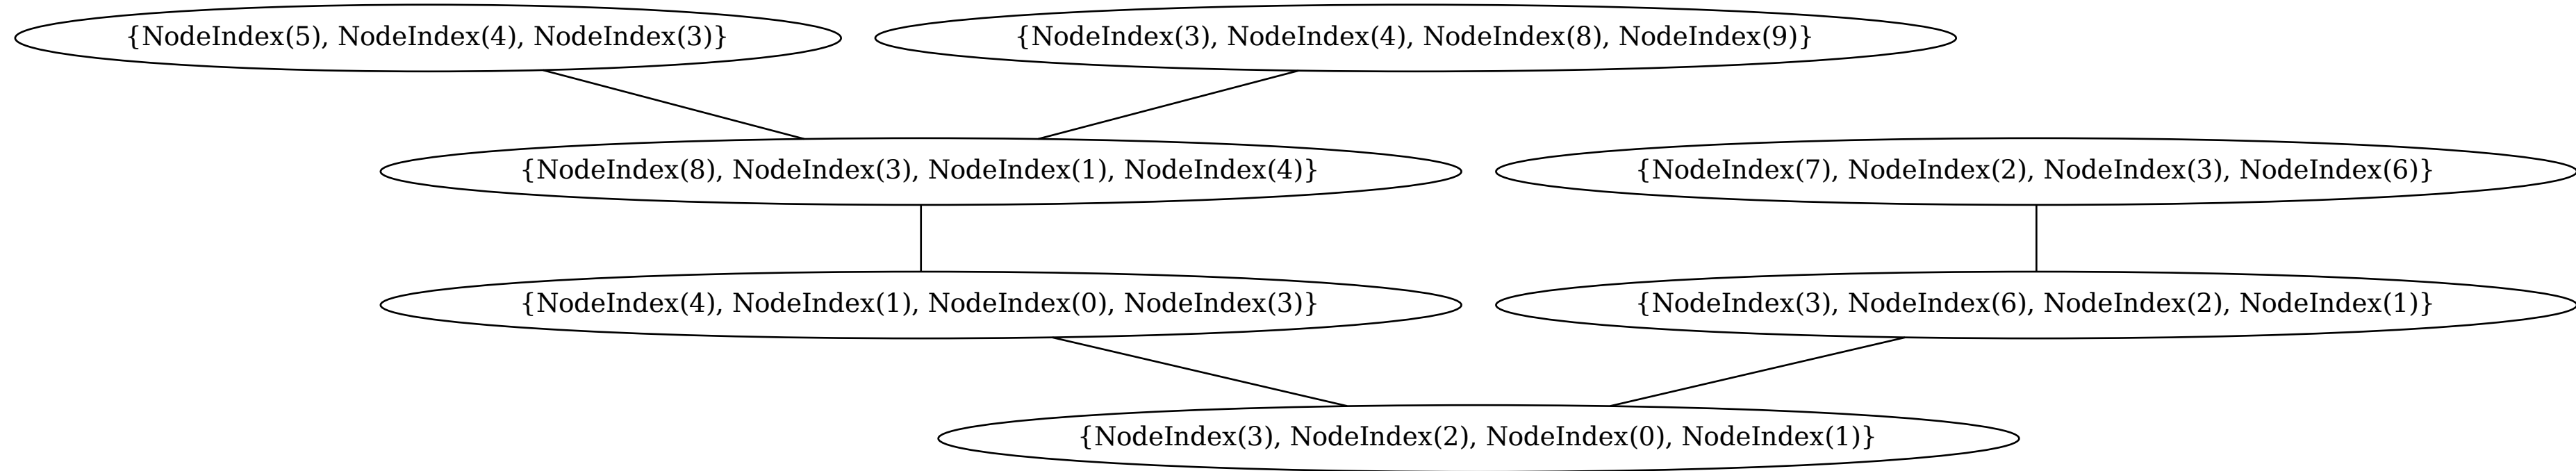 {NodeIndex(5), NodeIndex(4), NodeIndex(3)}
{NodeIndex(3), NodeIndex(4), NodeIndex(8), NodeIndex(9)}
{NodeIndex(8), NodeIndex(3), NodeIndex(1), NodeIndex(4)}
{NodeIndex(7), NodeIndex(2), NodeIndex(3), NodeIndex(6)}
{NodeIndex(4), NodeIndex(1), NodeIndex(0), NodeIndex(3)}
{NodeIndex(3), NodeIndex(6), NodeIndex(2), NodeIndex(1)}
{NodeIndex(3), NodeIndex(2), NodeIndex(0), NodeIndex(1)}